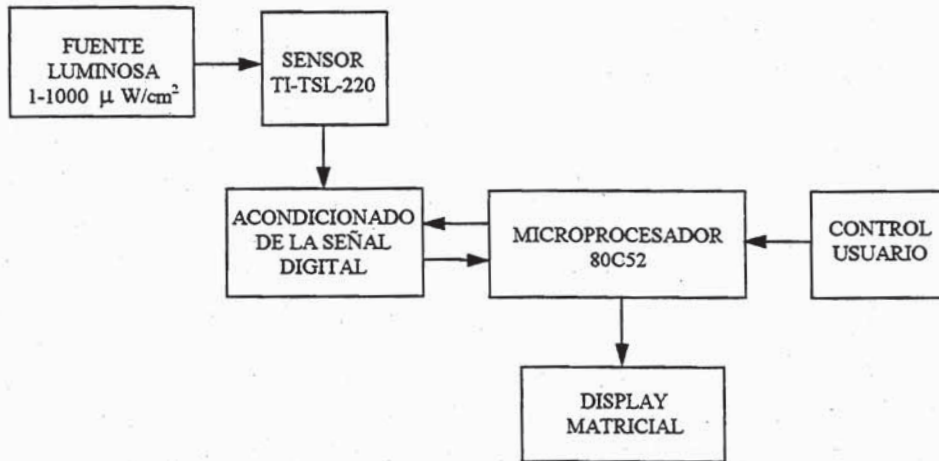 FUENTE
LUMINOSA
1-1000 μ W/cm²
SENSOR
TI-TSL-220
ACONDICIONADO
DE LA SEÑAL
DIGITAL
MICROPROCESADOR
80C52
CONTROL
USUARIO
DISPLAY
MATRICIAL